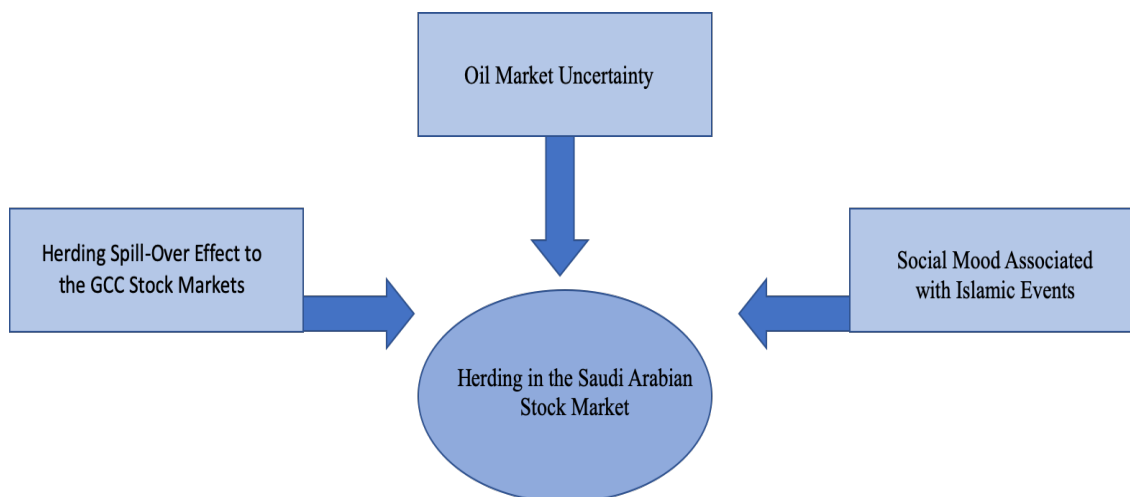 Oil Market Uncertainty
Herding Spill-Over Effect to
the GCC Stock Markets
Social Mood Associated
with Islamic Events
Herding in the Saudi Arabian
Stock Market